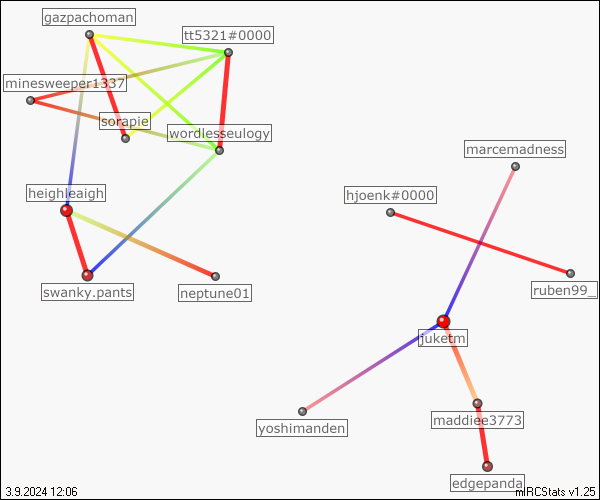 gazpachoman
tt5321#0000
minesweeper1337
sorapie
wordlesseulogy
marcemadness
heighleaigh
hjoenk#0000
swanky.pants
neptune01
ruben99_
juketm
maddiee3773
yoshimanden
edgepanda
3.9.2024 12:06
mIRCStats v1.25